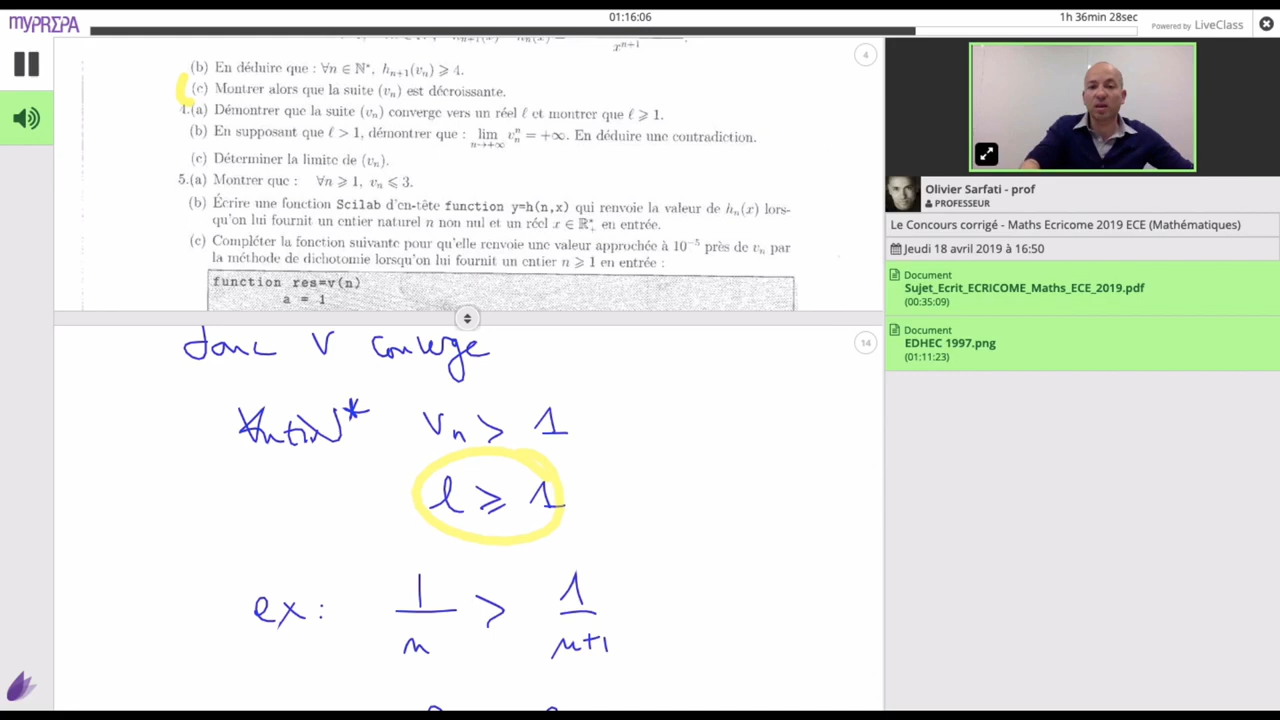 MYPREPA
01:16:06
1h 36min 28sec
Powered by LiveClass
4
(b) En déduire que : ∀n ∈ ℕ*, hₙ₊₁(vₙ) ⩾ 4.
(c) Montrer alors que la suite (vₙ) est décroissante.
4.(a) Démontrer que la suite (vₙ) converge vers un réel ℓ et montrer que ℓ ⩾ 1.
(b) En supposant que ℓ > 1, démontrer que : lim n→+∞ vₙⁿ = +∞. En déduire une contradiction.
(c) Déterminer la limite de (vₙ).
5.(a) Montrer que : ∀n ⩾ 1, vₙ ⩽ 3.
(b) Écrire une fonction Scilab d'en-tête function y=h(n,x) qui renvoie la valeur de hₙ(x) lors-
qu'on lui fournit un entier naturel n non nul et un réel x ∈ ℝ₊* en entrée.
(c) Compléter la fonction suivante pour qu'elle renvoie une valeur approchée à 10⁻⁵ près de vₙ par
la méthode de dichotomie lorsqu'on lui fournit un entier n ⩾ 1 en entrée :
function res=v(n)
a = 1
14
donc V converge
∀n∈ℕ* vₙ > 1
l ⩾ 1
ex : 1/n > 1/n+1
Olivier Sarfati - prof
PROFESSEUR
Le Concours corrigé - Maths Ecricome 2019 ECE (Mathématiques)
Jeudi 18 avril 2019 à 16:50
Document
Sujet_Ecrit_ECRICOME_Maths_ECE_2019.pdf
(00:35:09)
Document
EDHEC 1997.png
(01:11:23)